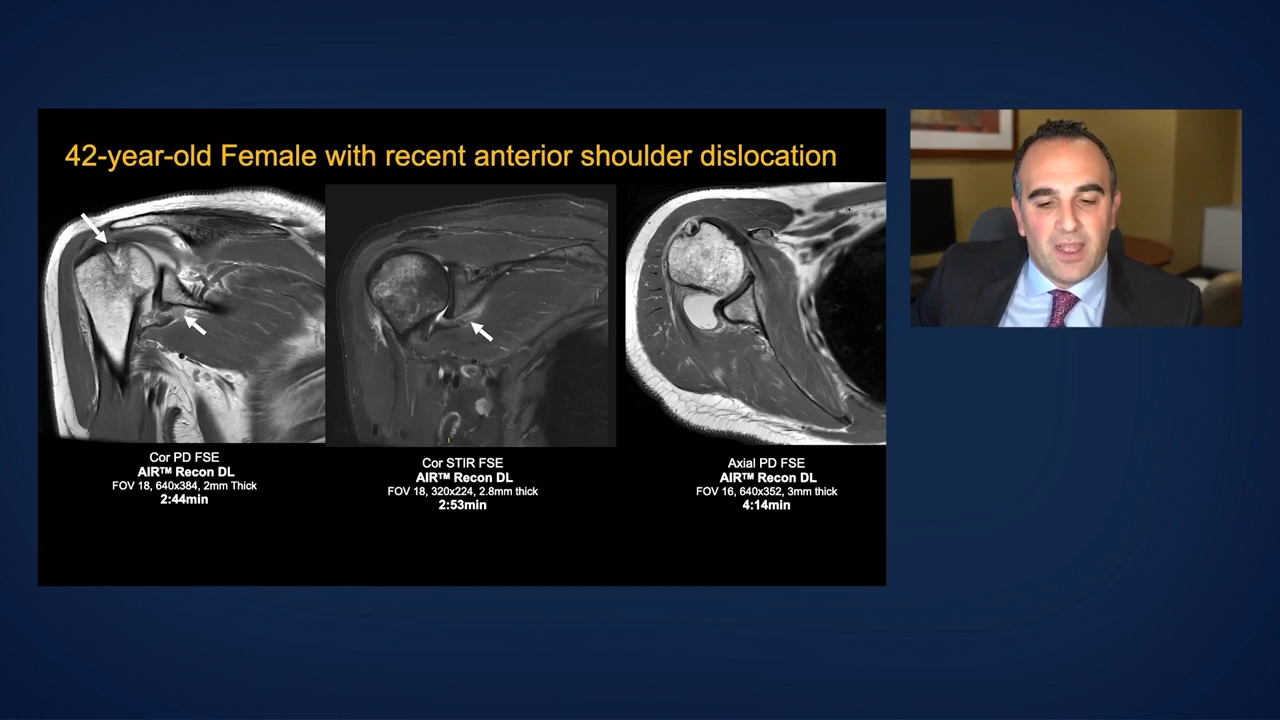 42-year-old Female with recent anterior shoulder dislocation
Cor PD FSE
AIR™ Recon DL
FOV 18, 640x384, 2mm Thick
2:44min
Cor STIR FSE
AIR™ Recon DL
FOV 18, 320x224, 2.8mm thick
2:53min
Axial PD FSE
AIR™ Recon DL
FOV 16, 640x352, 3mm thick
4:14min